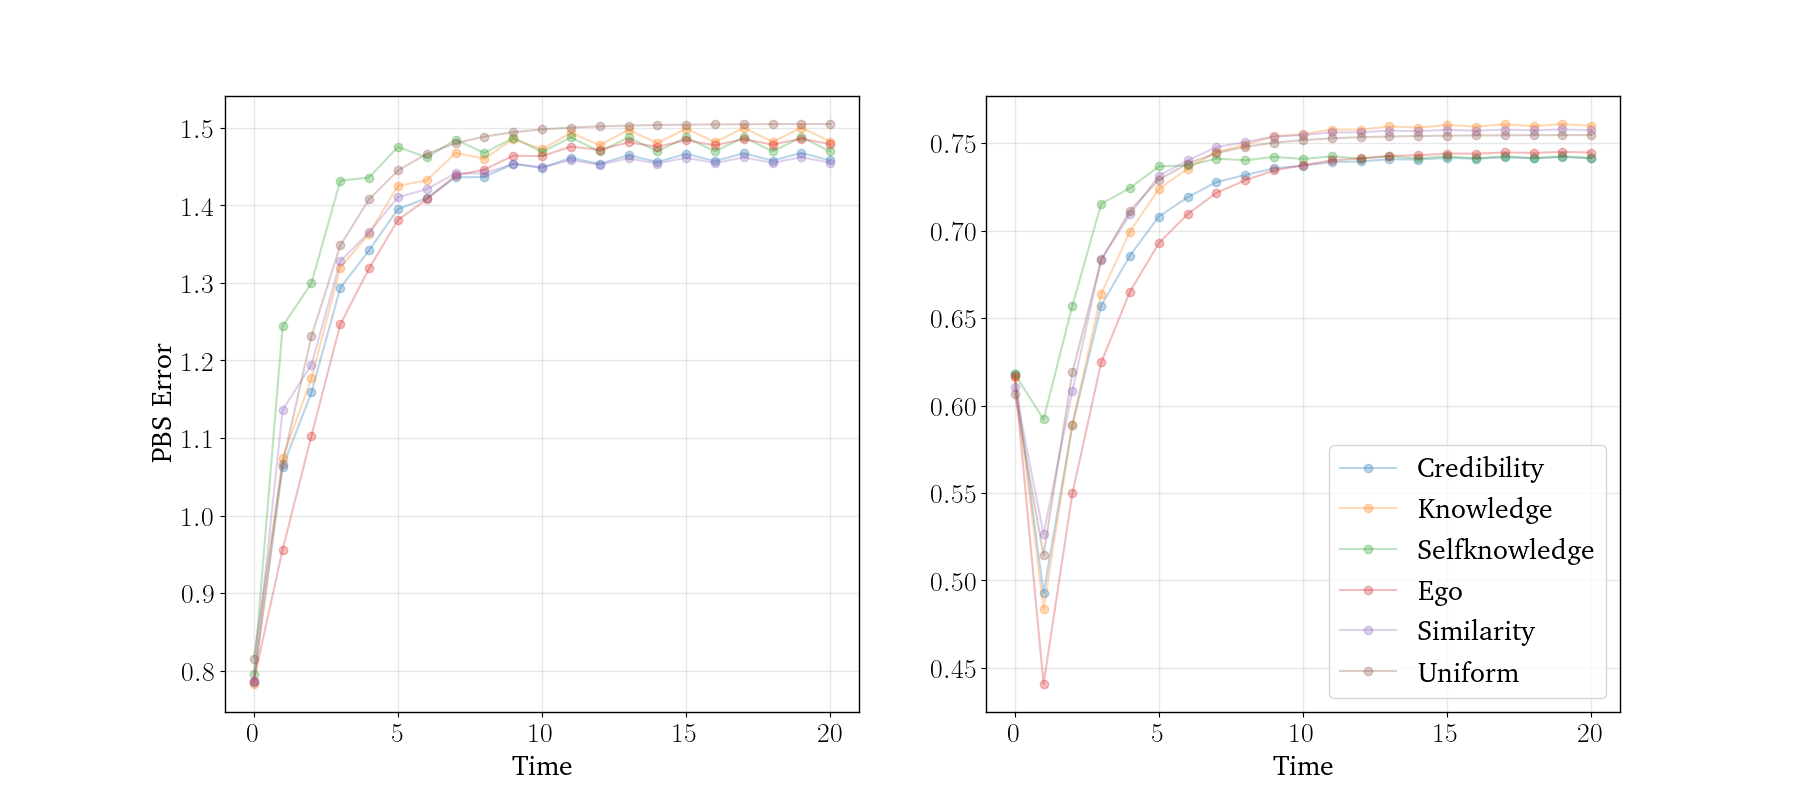 PBS Error
1.5
1.4
1.3
1.2
1.1
1.0
0.9
0.8
0 5 10 15 20
Time
0.75
0.70
0.65
0.60
0.55
0.50
0.45
0 5 10 15 20
Time
Credibility
Knowledge
Selfknowledge
Ego
Similarity
Uniform